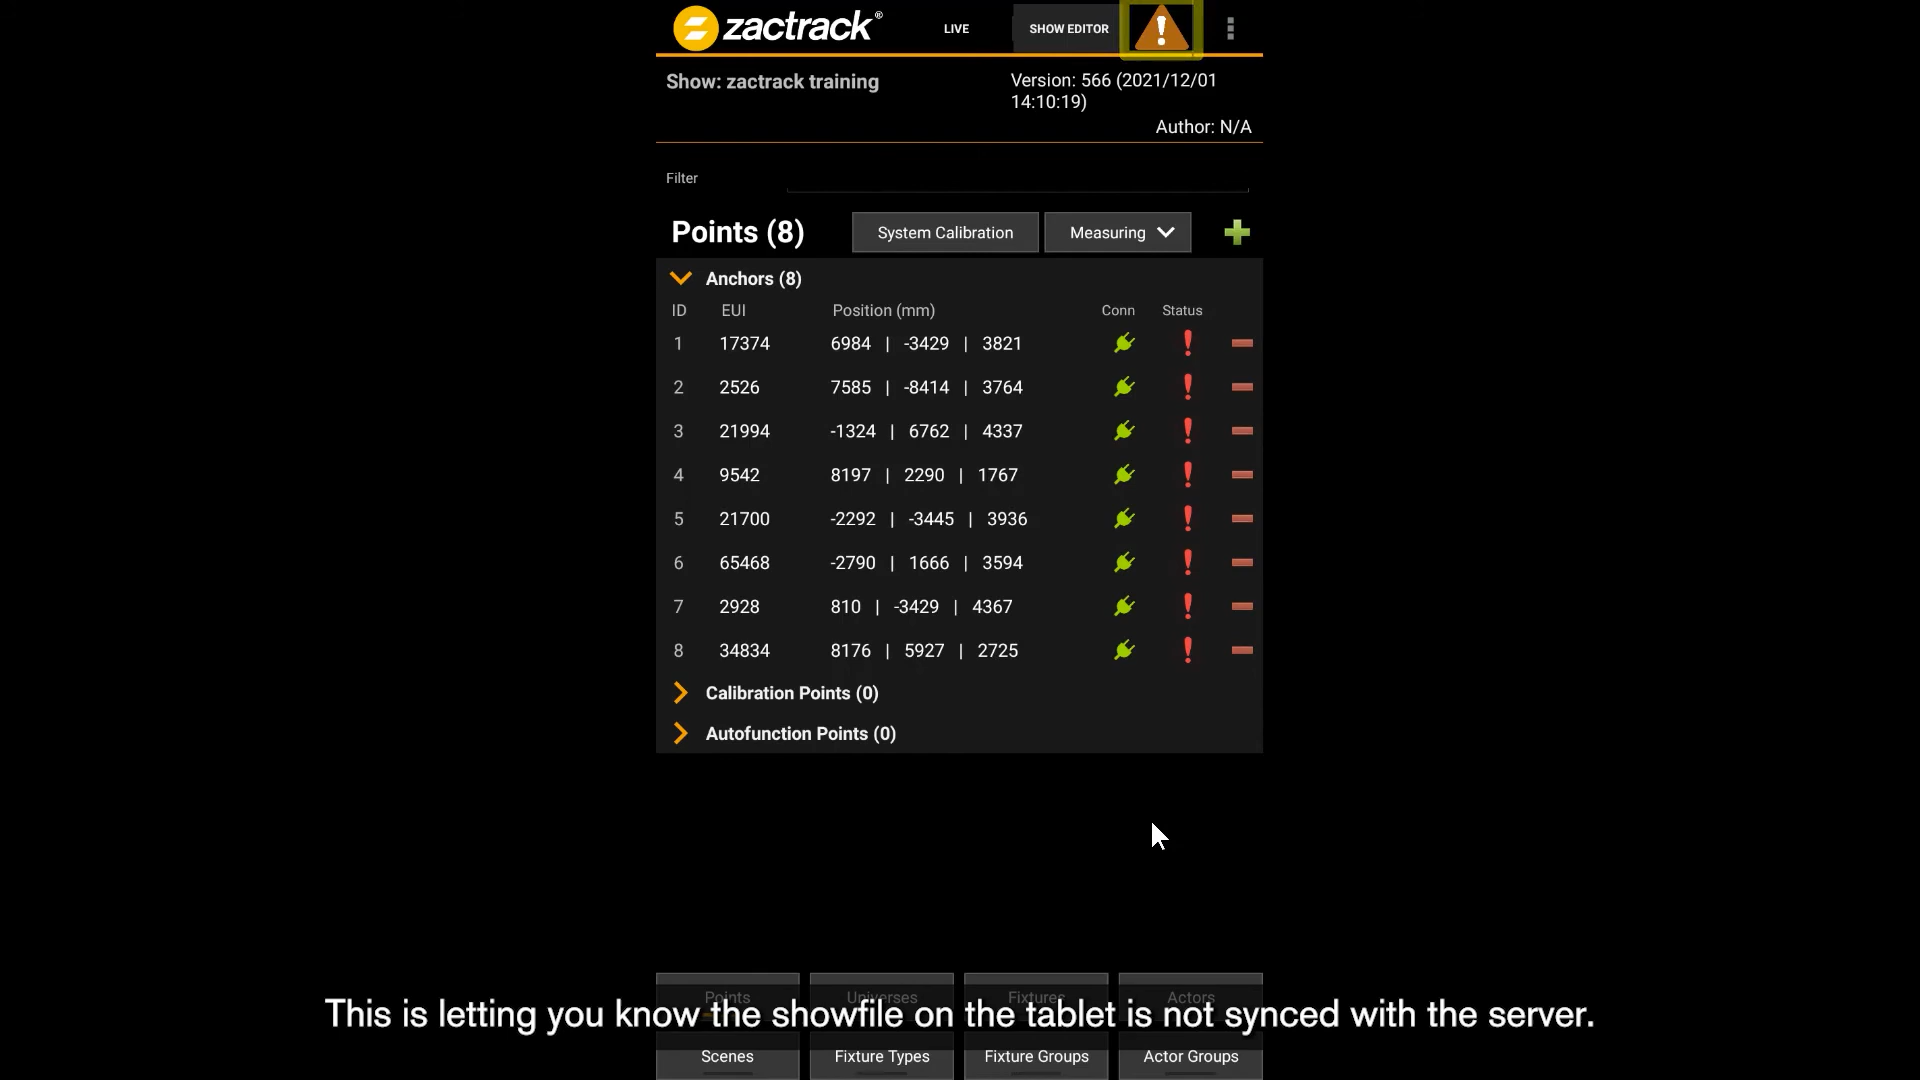 zactrack®
LIVE
SHOW EDITOR
Show: zactrack training
Version: 566 (2021/12/01
14:10:19)
Author: N/A
Filter
Points (8)
System Calibration
Measuring
Anchors (8)
ID EUI Position (mm) Conn Status
1 17374 6984 | -3429 | 3821
2 2526 7585 | -8414 | 3764
3 21994 -1324 | 6762 | 4337
4 9542 8197 | 2290 | 1767
5 21700 -2292 | -3445 | 3936
6 65468 -2790 | 1666 | 3594
7 2928 810 | -3429 | 4367
8 34834 8176 | 5927 | 2725
Calibration Points (0)
Autofunction Points (0)
Points Universes Fixtures Actors
This is letting you know the showfile on the tablet is not synced with the server.
Scenes Fixture Types Fixture Groups Actor Groups